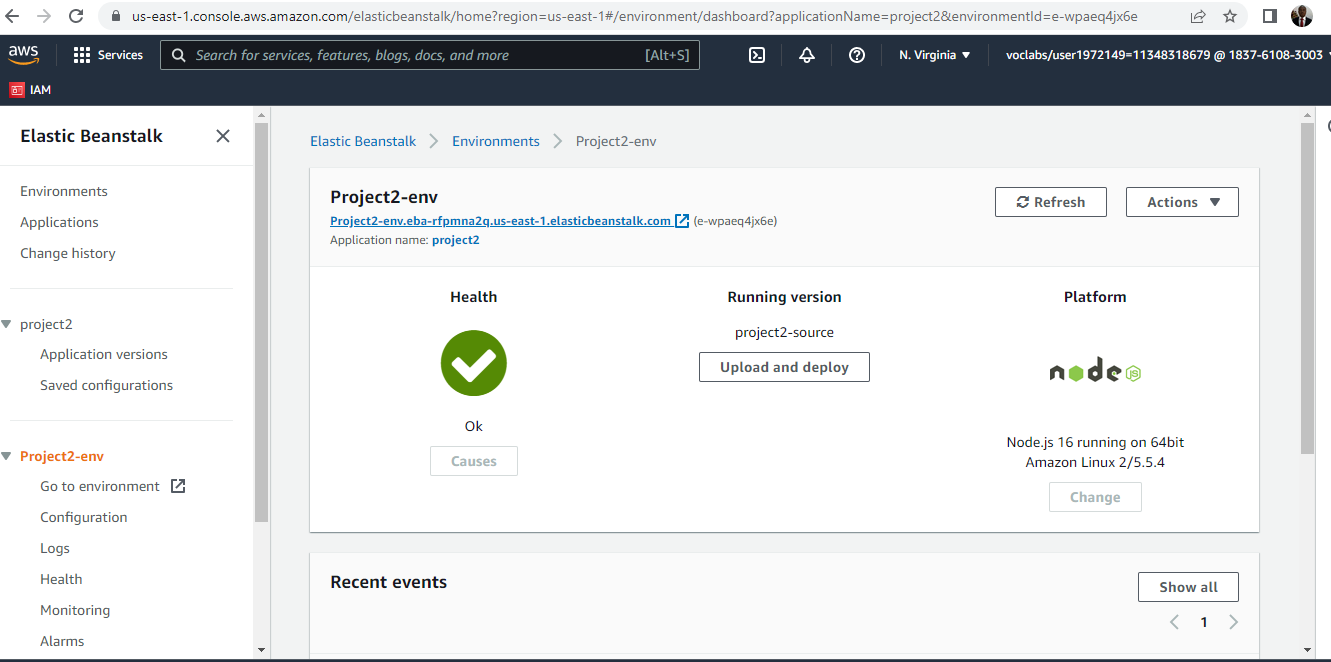 us-east-1.console.aws.amazon.com/elasticbeanstalk/home?region=us-east-1#/environment/dashboard?applicationName=project2&environmentId=e-wpaeq4jx6e
aws
Services
Search for services, features, blogs, docs, and more
[Alt+S]
N. Virginia
voclabs/user1972149=11348318679 @ 1837-6108-3003
IAM
Elastic Beanstalk
Environments
Applications
Change history
project2
Application versions
Saved configurations
Project2-env
Go to environment
Configuration
Logs
Health
Monitoring
Alarms
Elastic Beanstalk > Environments > Project2-env
Project2-env
Project2-env.eba-rfpmna2q.us-east-1.elasticbeanstalk.com (e-wpaeq4jx6e)
Application name: project2
Refresh
Actions
Health
Ok
Causes
Running version
project2-source
Upload and deploy
Platform
node JS
Node.js 16 running on 64bit
Amazon Linux 2/5.5.4
Change
Recent events
Show all
1